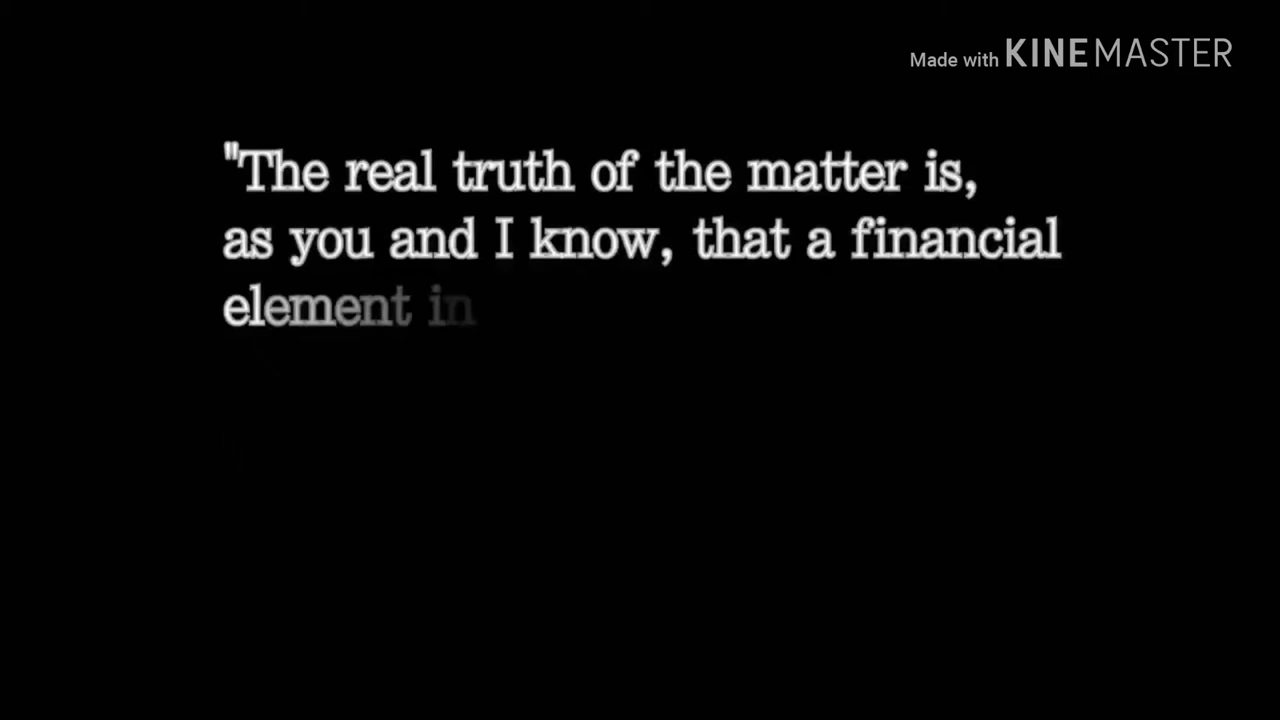 Made with KINEMASTER
"The real truth of the matter is,
as you and I know, that a financial
element in